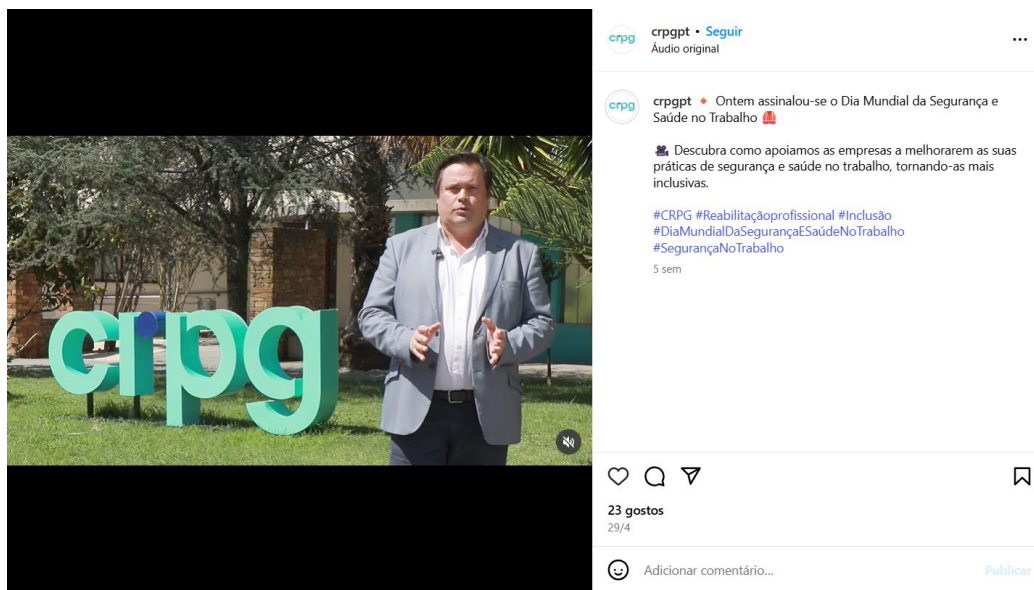 crpg
crpg
crpgpt • Seguir
Áudio original
crpg
crpgpt 🔸 Ontem assinalou-se o Dia Mundial da Segurança e
Saúde no Trabalho 🦺
🎥 Descubra como apoiamos as empresas a melhorarem as suas
práticas de segurança e saúde no trabalho, tornando-as mais
inclusivas.
#CRPG #Reabilitaçãoprofissional #Inclusão
#DiaMundialDaSegurançaESaúdeNoTrabalho
#SegurançaNoTrabalho
5 sem
23 gostos
29/4
Adicionar comentário...
Publicar